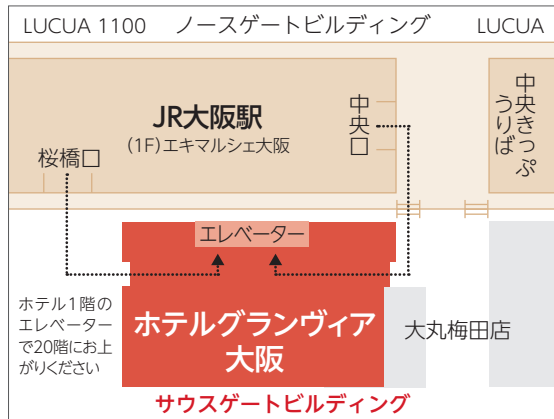 LUCUA 1100
ノースゲートビルディング
LUCUA
JR大阪駅
(1F)エキマルシェ大阪
桜橋口
中央口
中央きっぷ
うりば
エレベーター
ホテル1階の
エレベーター
で20階にお上
がりください
ホテルグランヴィア
大阪
大丸梅田店
サウスゲートビルディング